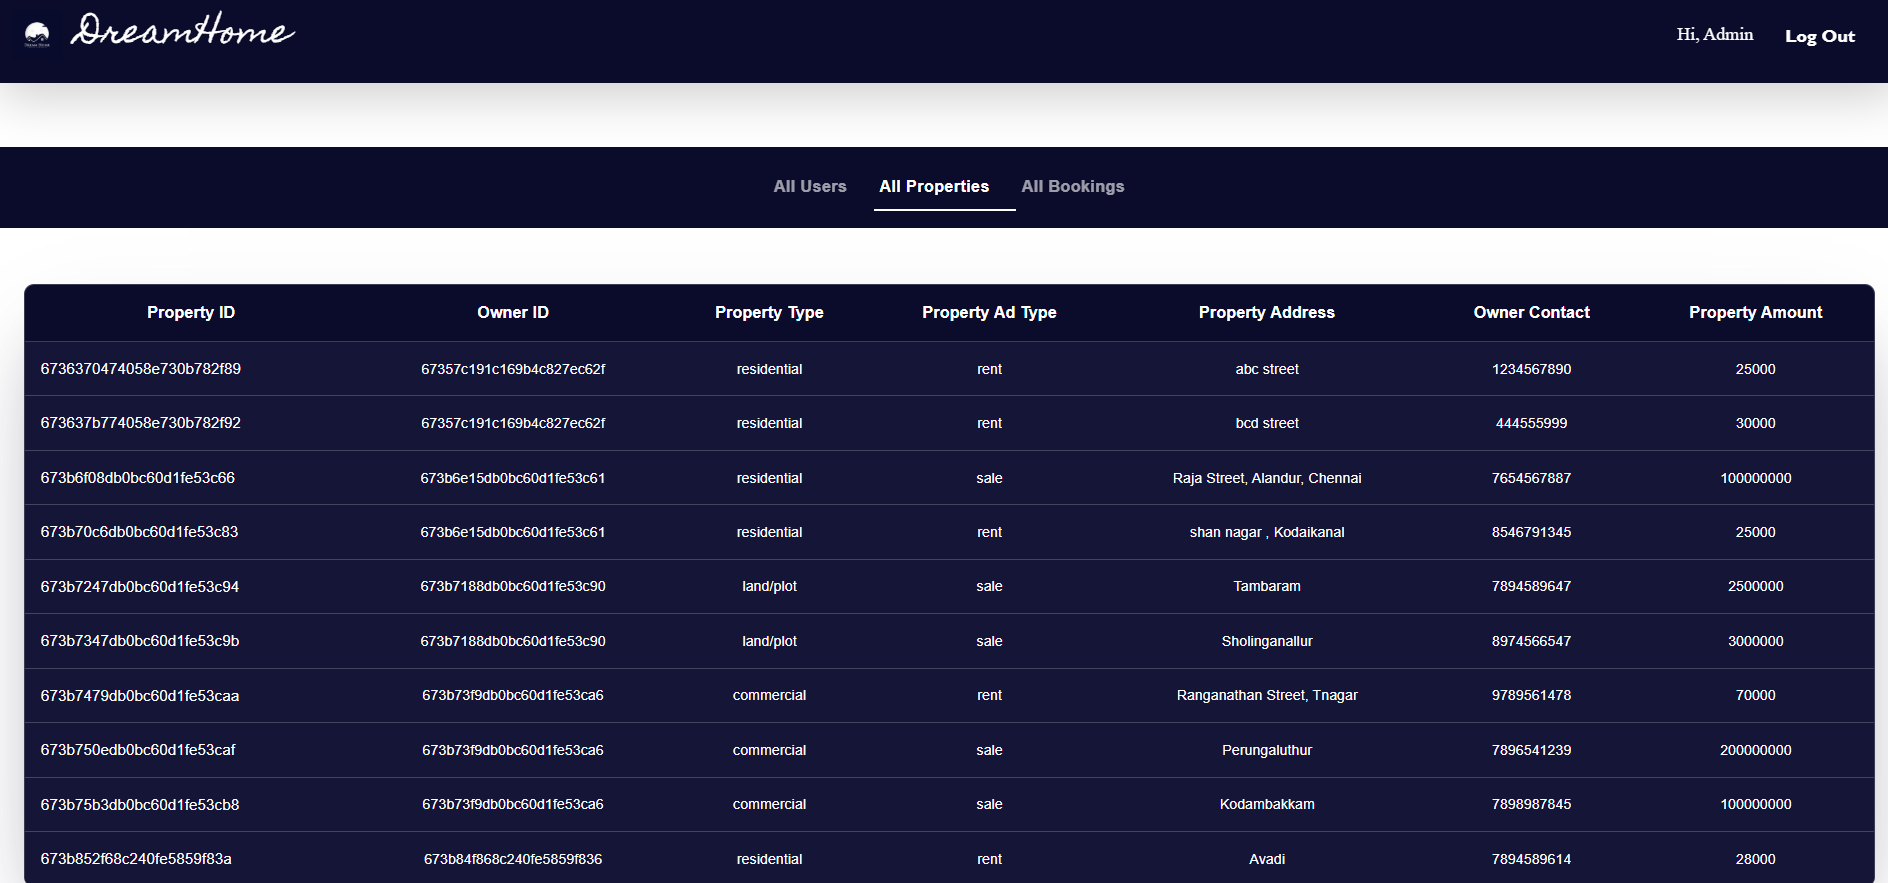 DreamHome
Hi, Admin
Log Out
All Users All Properties All Bookings
Property ID Owner ID Property Type Property Ad Type Property Address Owner Contact Property Amount
6736370474058e730b782f89 67357c191c169b4c827ec62f residential rent abc street 1234567890 25000
673637b774058e730b782f92 67357c191c169b4c827ec62f residential rent bcd street 444555999 30000
673b6f08db0bc60d1fe53c66 673b6e15db0bc60d1fe53c61 residential sale Raja Street, Alandur, Chennai 7654567887 100000000
673b70c6db0bc60d1fe53c83 673b6e15db0bc60d1fe53c61 residential rent shan nagar , Kodaikanal 8546791345 25000
673b7247db0bc60d1fe53c94 673b7188db0bc60d1fe53c90 land/plot sale Tambaram 7894589647 2500000
673b7347db0bc60d1fe53c9b 673b7188db0bc60d1fe53c90 land/plot sale Sholinganallur 8974566547 3000000
673b7479db0bc60d1fe53caa 673b73f9db0bc60d1fe53ca6 commercial rent Ranganathan Street, Tnagar 9789561478 70000
673b750edb0bc60d1fe53caf 673b73f9db0bc60d1fe53ca6 commercial sale Perungaluthur 7896541239 200000000
673b75b3db0bc60d1fe53cb8 673b73f9db0bc60d1fe53ca6 commercial sale Kodambakkam 7898987845 100000000
673b852f68c240fe5859f83a 673b84f868c240fe5859f836 residential rent Avadi 7894589614 28000